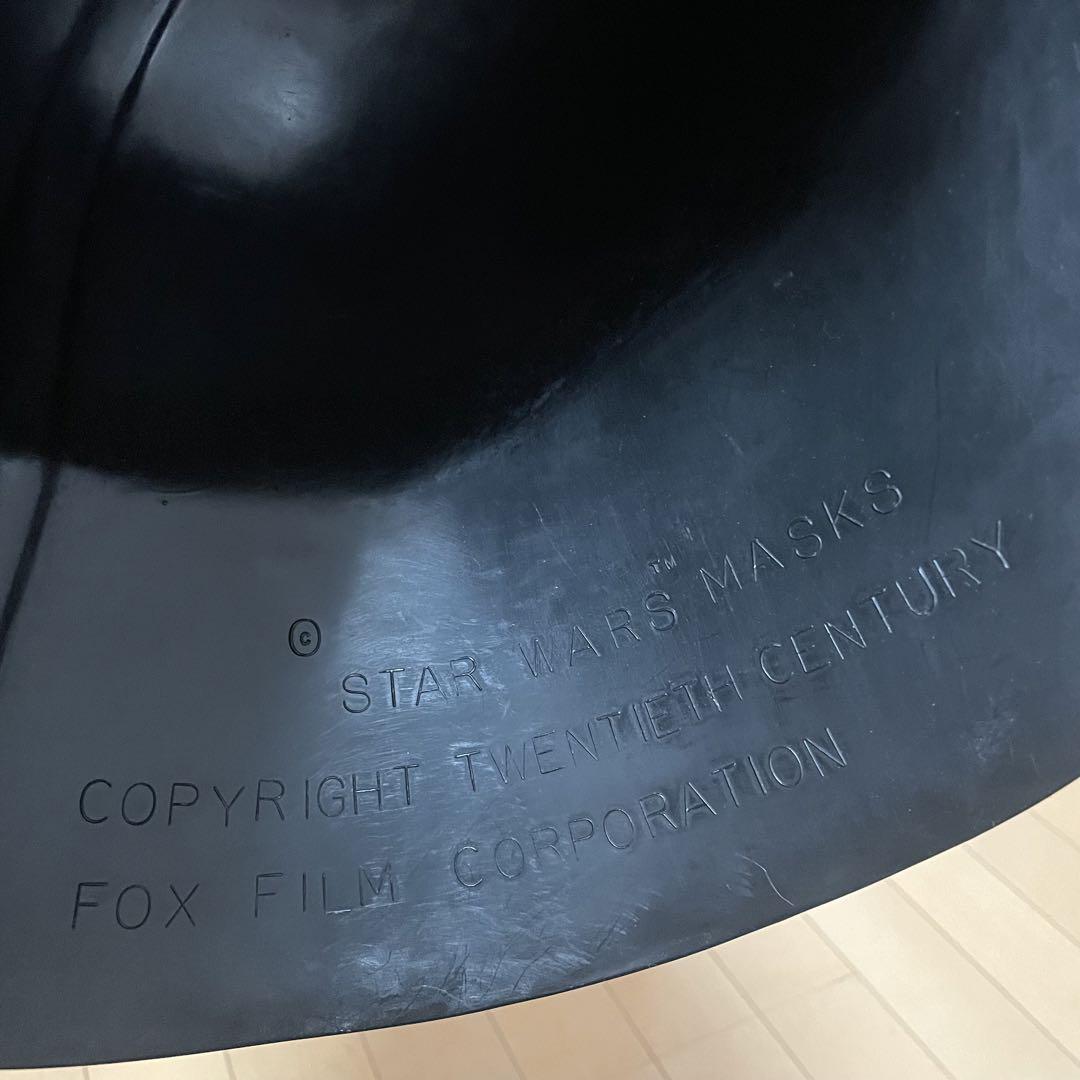 ©
STAR WARS™ MASKS
COPYRIGHT TWENTIETH CENTURY
FOX FILM CORPORATION